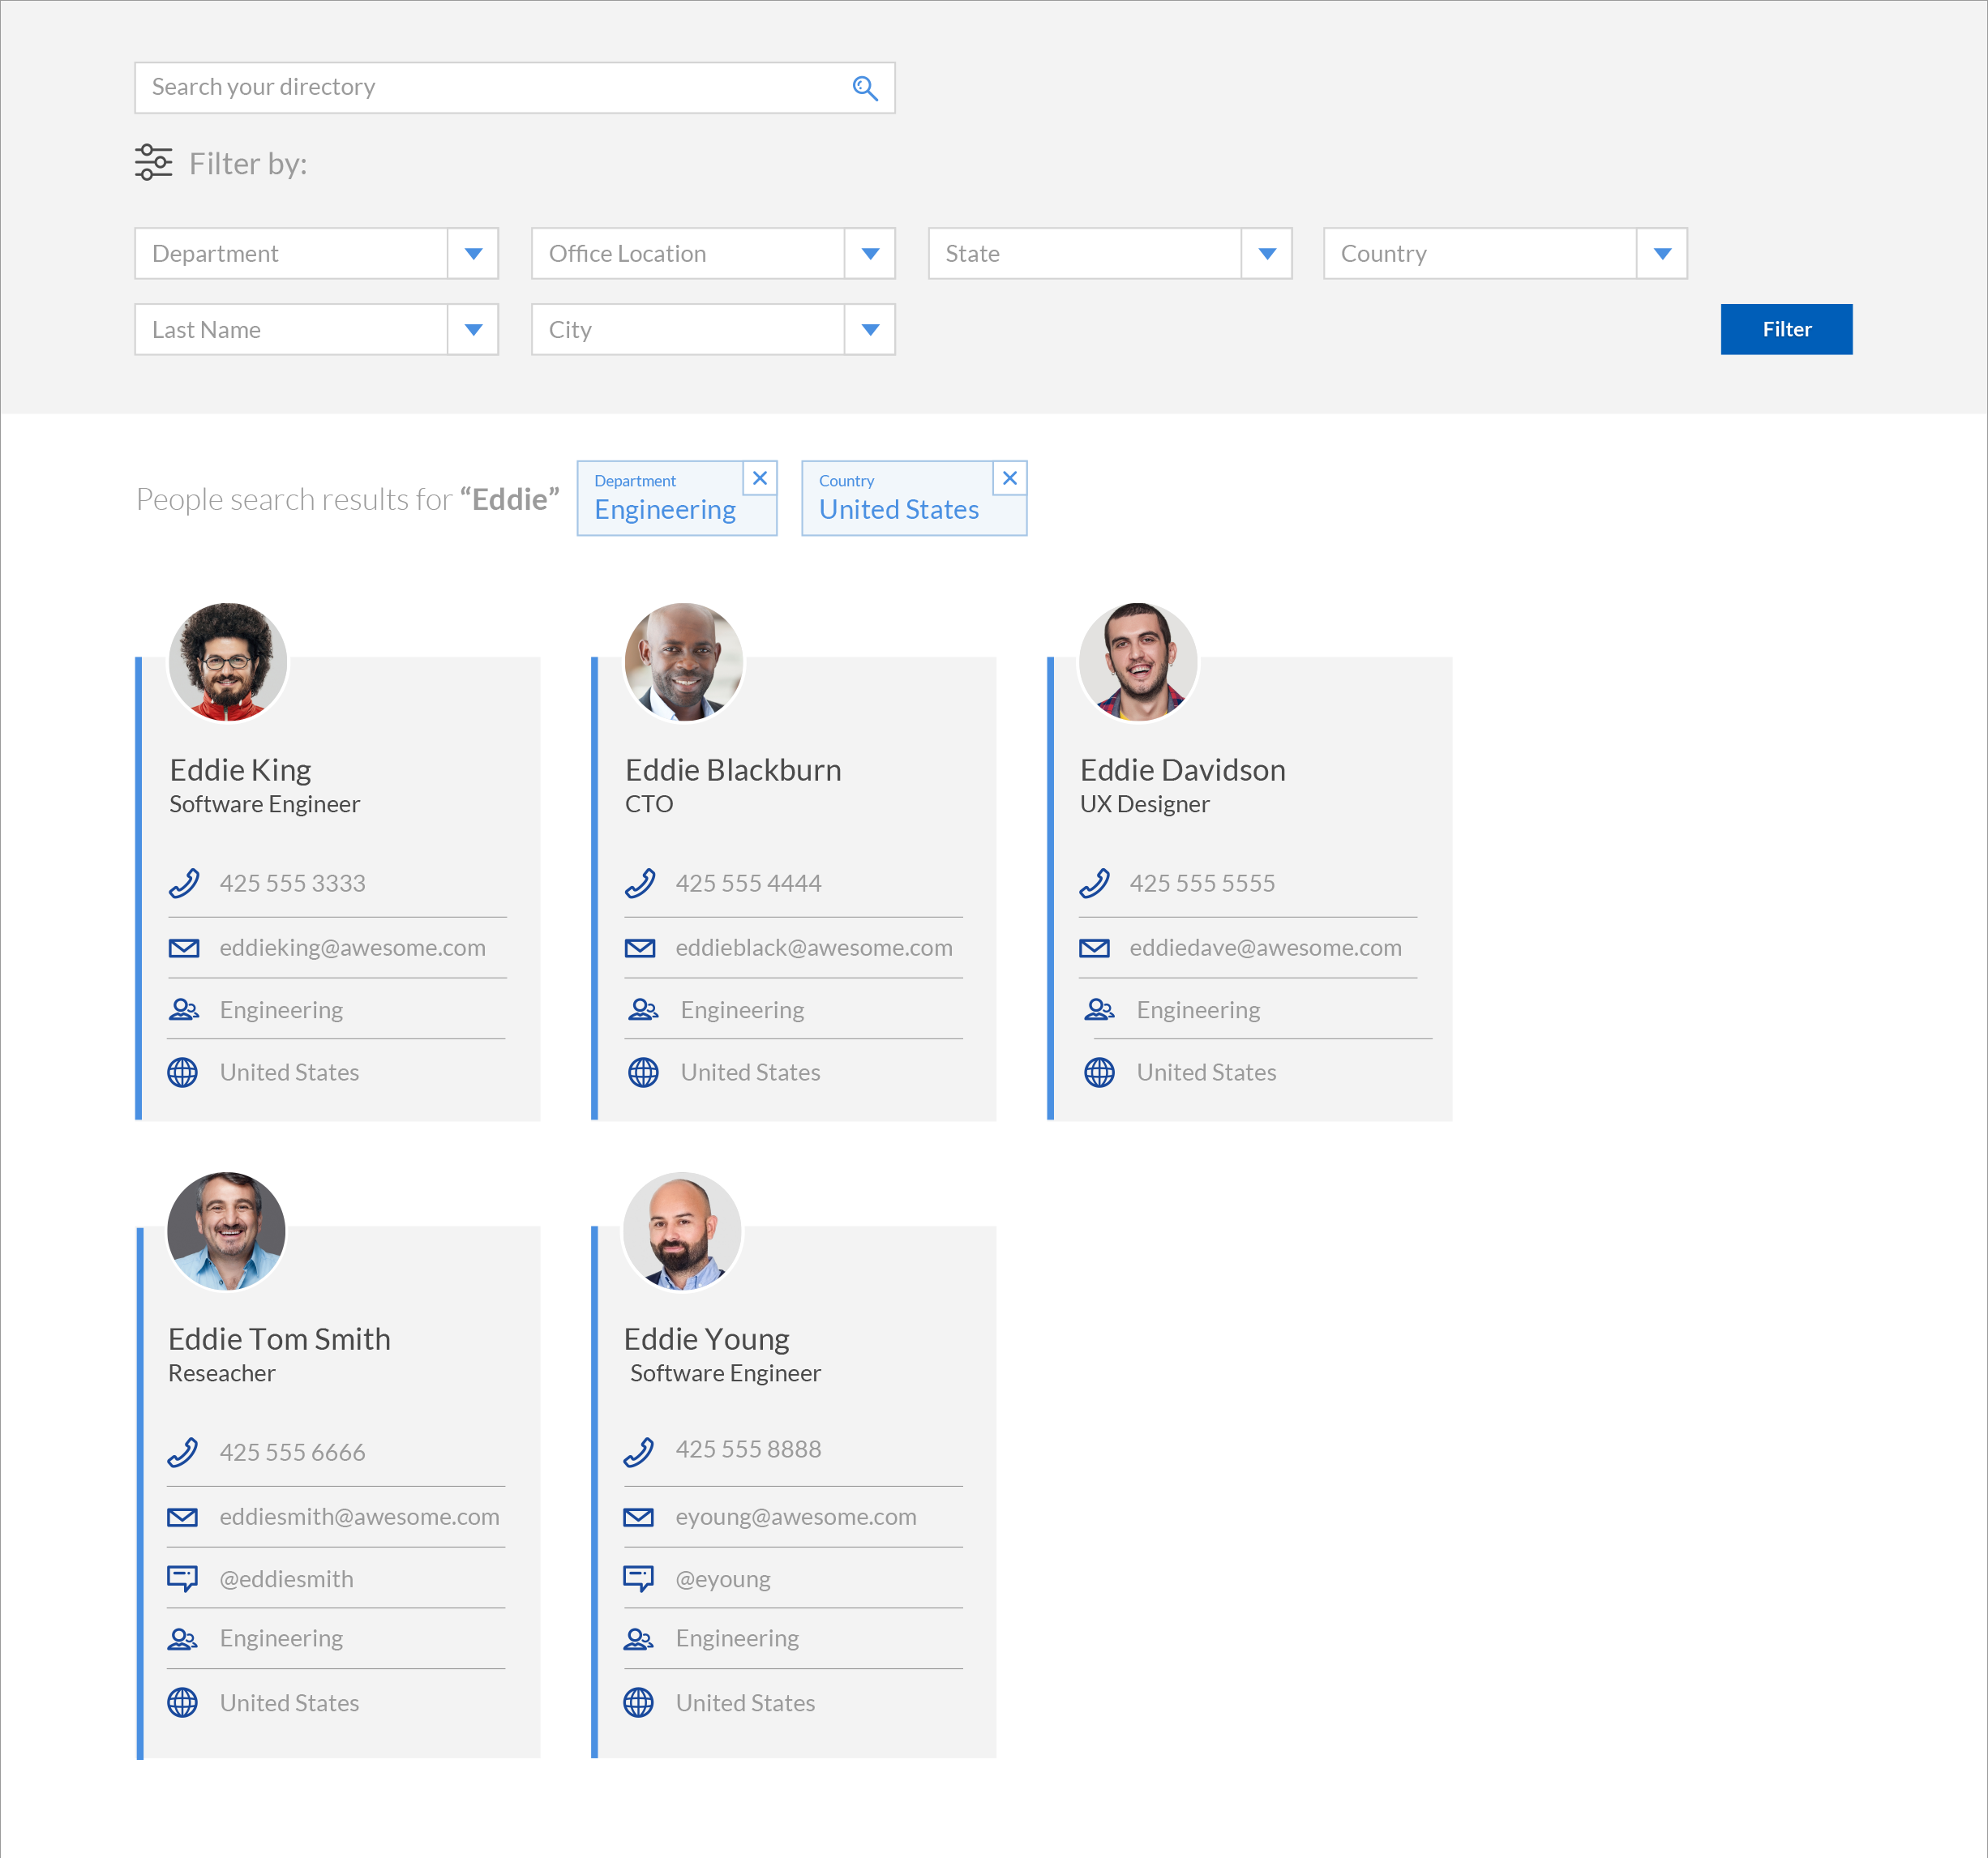 Search your directory
Filter by:
Department
Office Location
State
Country
Last Name
City
Filter
People search results for “Eddie”
Department
Engineering
Country
United States
Eddie King
Software Engineer
425 555 3333
eddieking@awesome.com
Engineering
United States
Eddie Blackburn
CTO
425 555 4444
eddieblack@awesome.com
Engineering
United States
Eddie Davidson
UX Designer
425 555 5555
eddiedave@awesome.com
Engineering
United States
Eddie Tom Smith
Reseacher
425 555 6666
eddiesmith@awesome.com
@eddiesmith
Engineering
United States
Eddie Young
Software Engineer
425 555 8888
eyoung@awesome.com
@eyoung
Engineering
United States